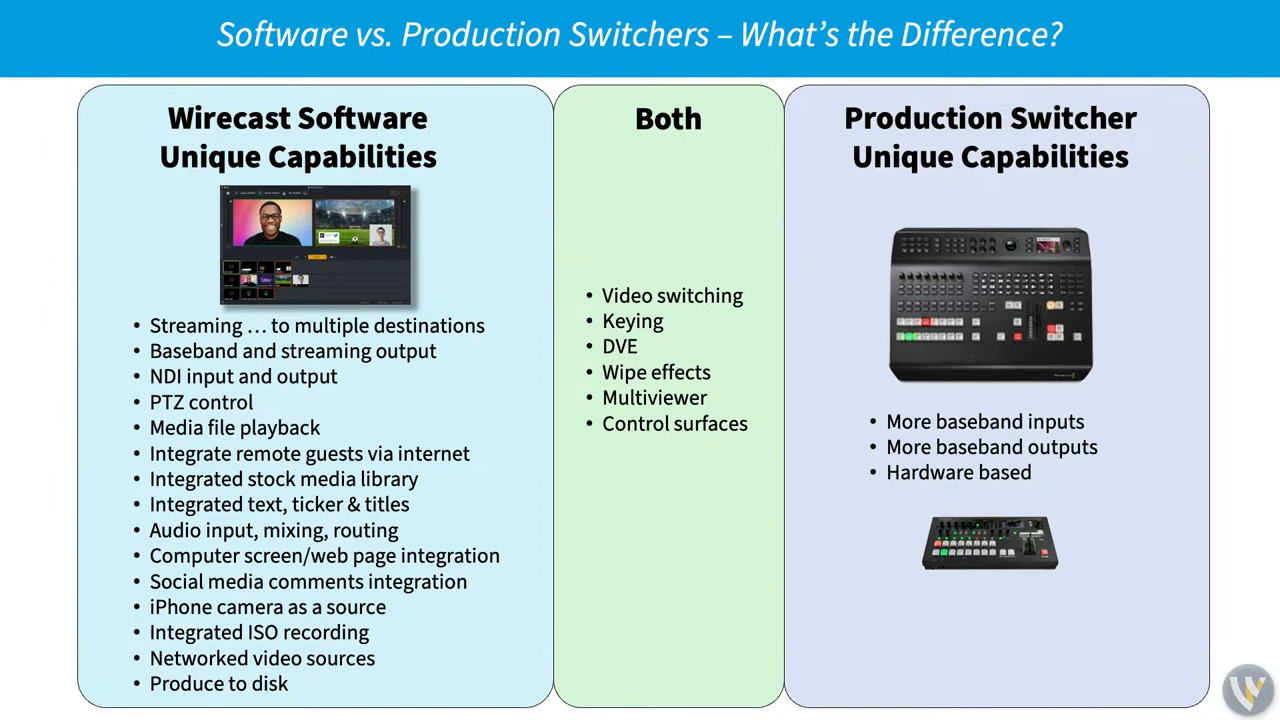 Software vs. Production Switchers – What's the Difference?
Wirecast Software
Unique Capabilities
• Streaming … to multiple destinations
• Baseband and streaming output
• NDI input and output
• PTZ control
• Media file playback
• Integrate remote guests via internet
• Integrated stock media library
• Integrated text, ticker & titles
• Audio input, mixing, routing
• Computer screen/web page integration
• Social media comments integration
• iPhone camera as a source
• Integrated ISO recording
• Networked video sources
• Produce to disk
Both
• Video switching
• Keying
• DVE
• Wipe effects
• Multiviewer
• Control surfaces
Production Switcher
Unique Capabilities
• More baseband inputs
• More baseband outputs
• Hardware based